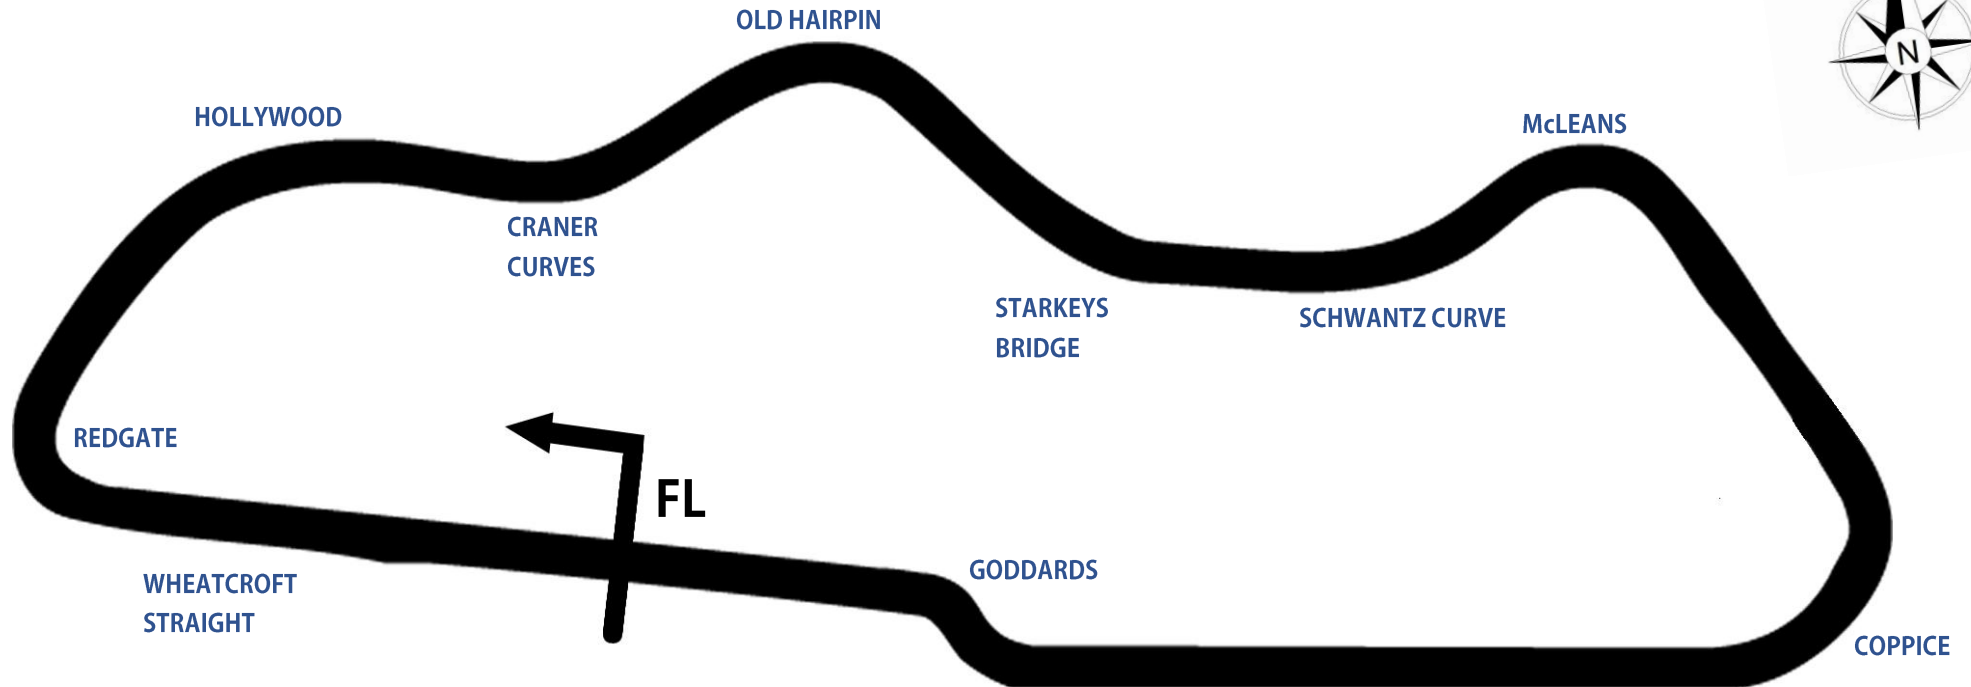 OLD HAIRPIN
N
HOLLYWOOD
McLEANS
CRANER
CURVES
STARKEYS
BRIDGE
SCHWANTZ CURVE
REDGATE
FL
GODDARDS
WHEATCROFT
STRAIGHT
COPPICE